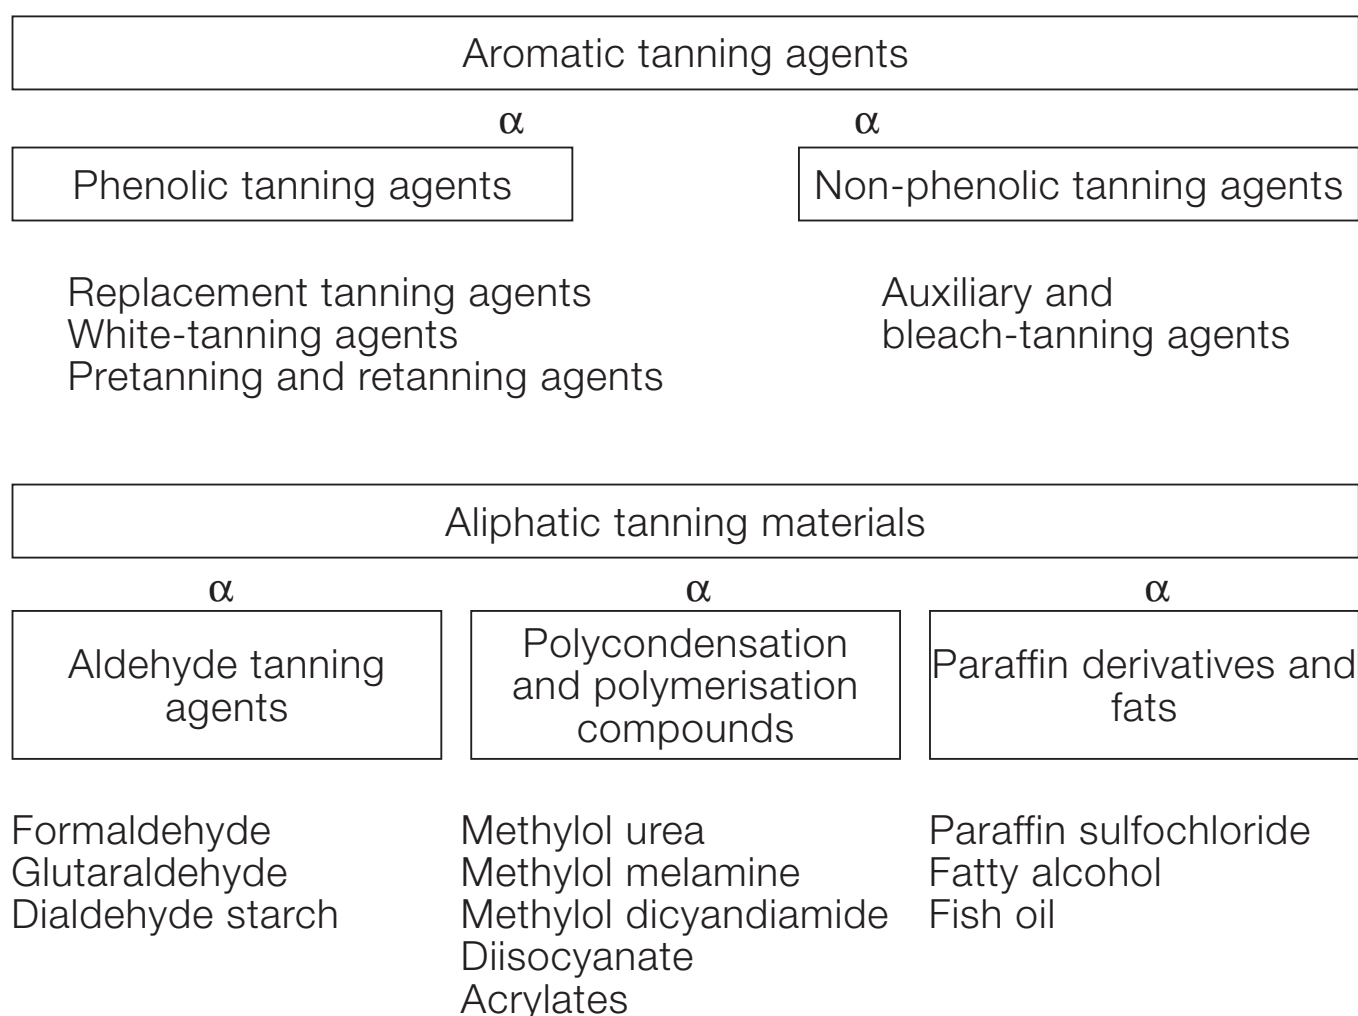 Aromatic tanning agents
α α
Phenolic tanning agents
Non-phenolic tanning agents
Replacement tanning agents
White-tanning agents
Pretanning and retanning agents
Auxiliary and
bleach-tanning agents
Aliphatic tanning materials
α α α
Aldehyde tanning
agents
Polycondensation
and polymerisation
compounds
Paraffin derivatives and
fats
Formaldehyde
Glutaraldehyde
Dialdehyde starch
Methylol urea
Methylol melamine
Methylol dicyandiamide
Diisocyanate
Acrylates
Paraffin sulfochloride
Fatty alcohol
Fish oil